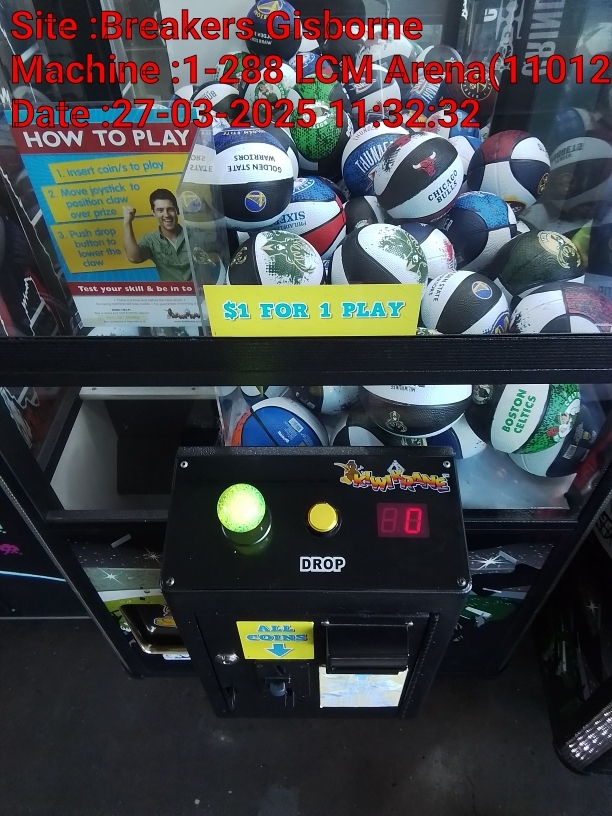 Site :Breakers Gisborne
Machine :1-288 LCM Arena(11012
Date :27-03-2025 11:32:32
HOW TO PLAY
1. Insert coin/s to play
2. Move joystick to
position claw
over prize
3. Push drop
button to
lower the
claw
Test your skill & be in to
GOLDEN STATE
WARRIORS
THUNDER
CHICAGO
BULLS
PHILADELPHIA
SIXERS
$1 FOR 1 PLAY
BOSTON
CELTICS
KIWIKRANE
0
DROP
ALL
COINS